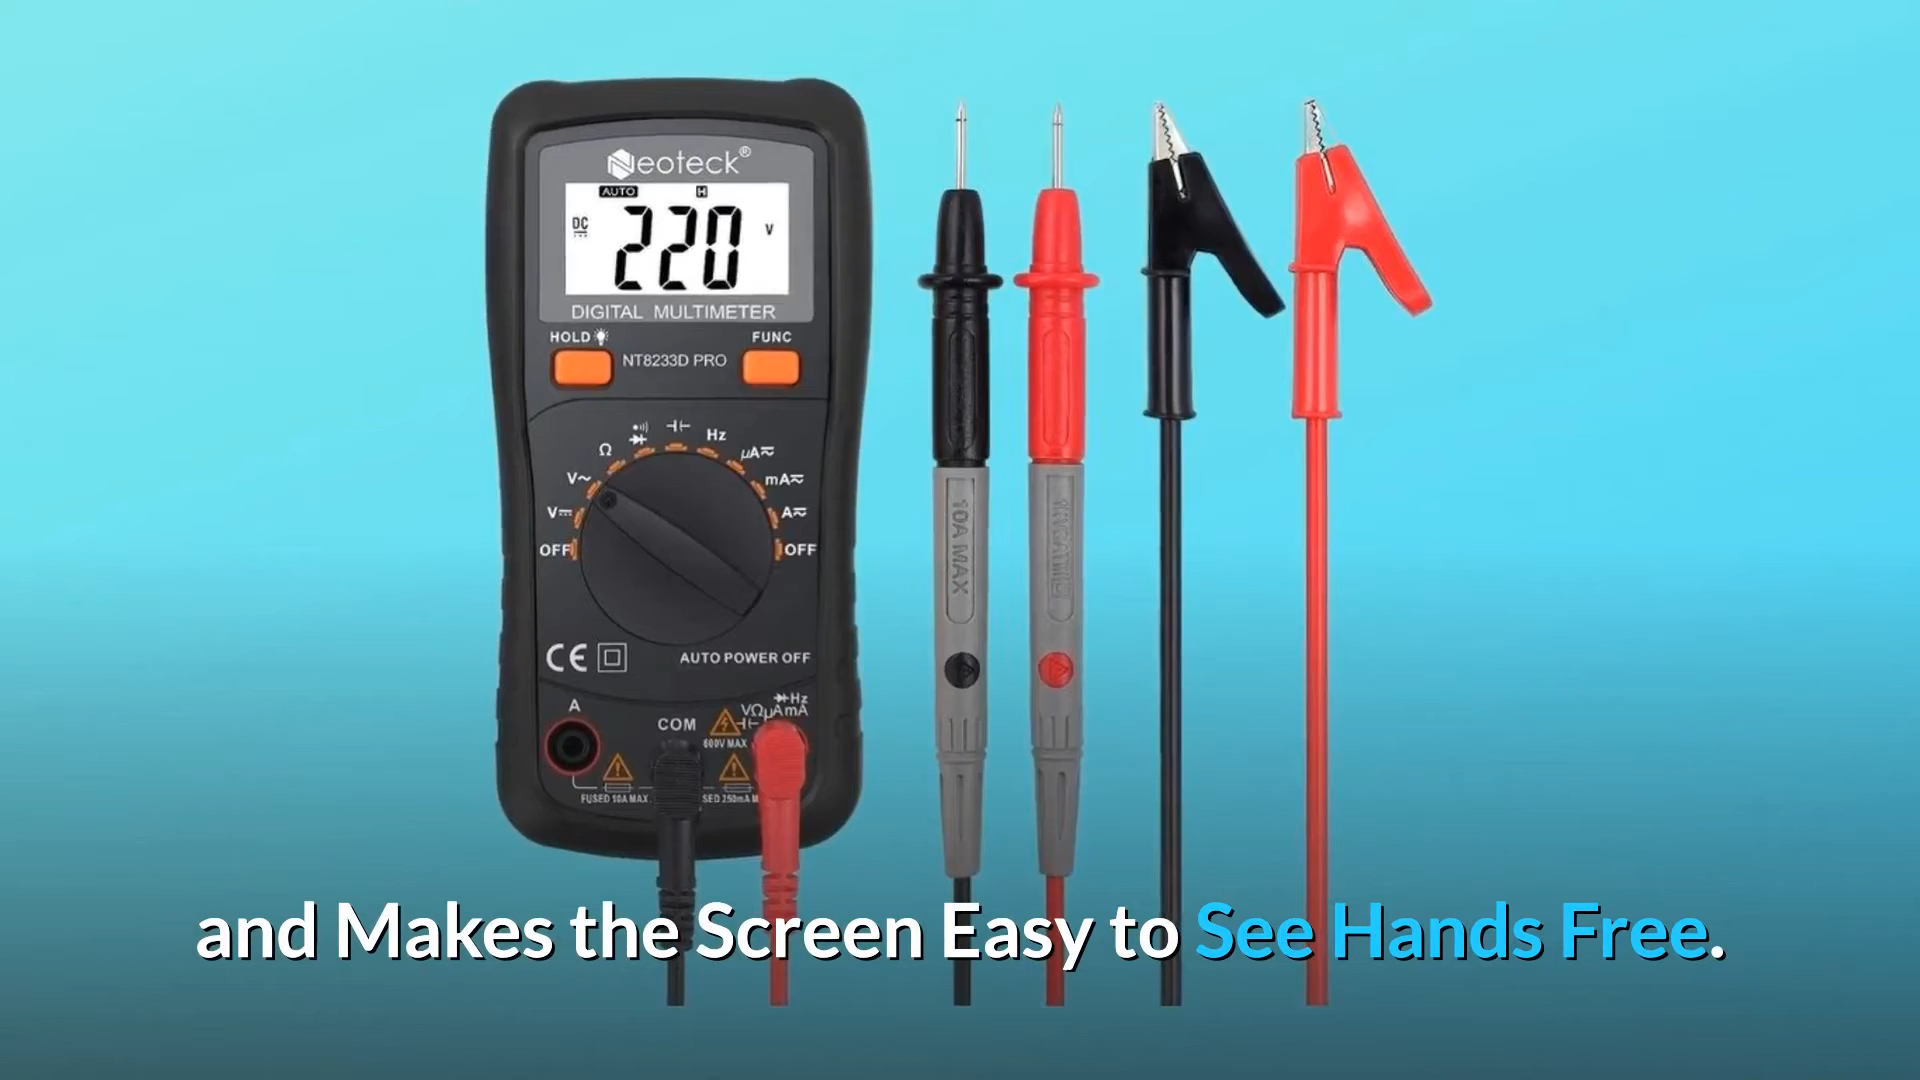 Neoteck®
AUTO H
DC 220 V
DIGITAL MULTIMETER
HOLD FUNC
NT8233D PRO
Hz
Ω μA
V~ mA
V A
OFF OFF
CE AUTO POWER OFF
A Hz
VΩμAmA
COM
600V MAX
FUSED 10A MAX
SED 250mA M
10A MAX
and Makes the Screen Easy to See Hands Free.